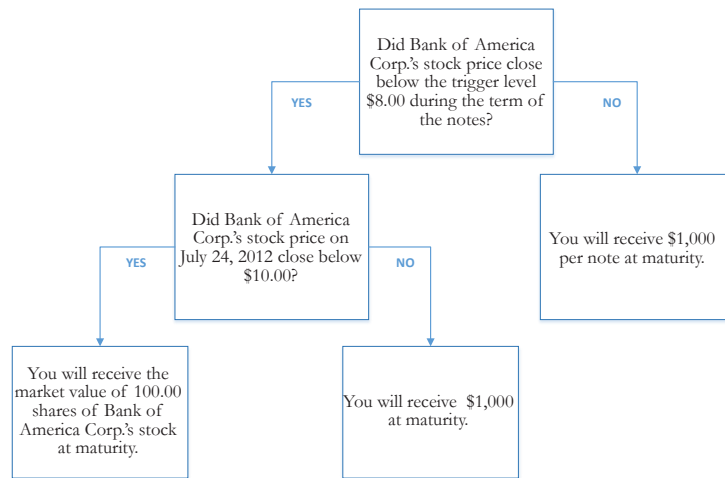 Did Bank of America
Corp.'s stock price close
below the trigger level
$8.00 during the term of
the notes?
YES
NO
Did Bank of America
Corp.'s stock price on
July 24, 2012 close below
$10.00?
You will receive $1,000
per note at maturity.
YES
NO
You will receive the
market value of 100.00
shares of Bank of
America Corp.'s stock
at maturity.
You will receive $1,000
at maturity.